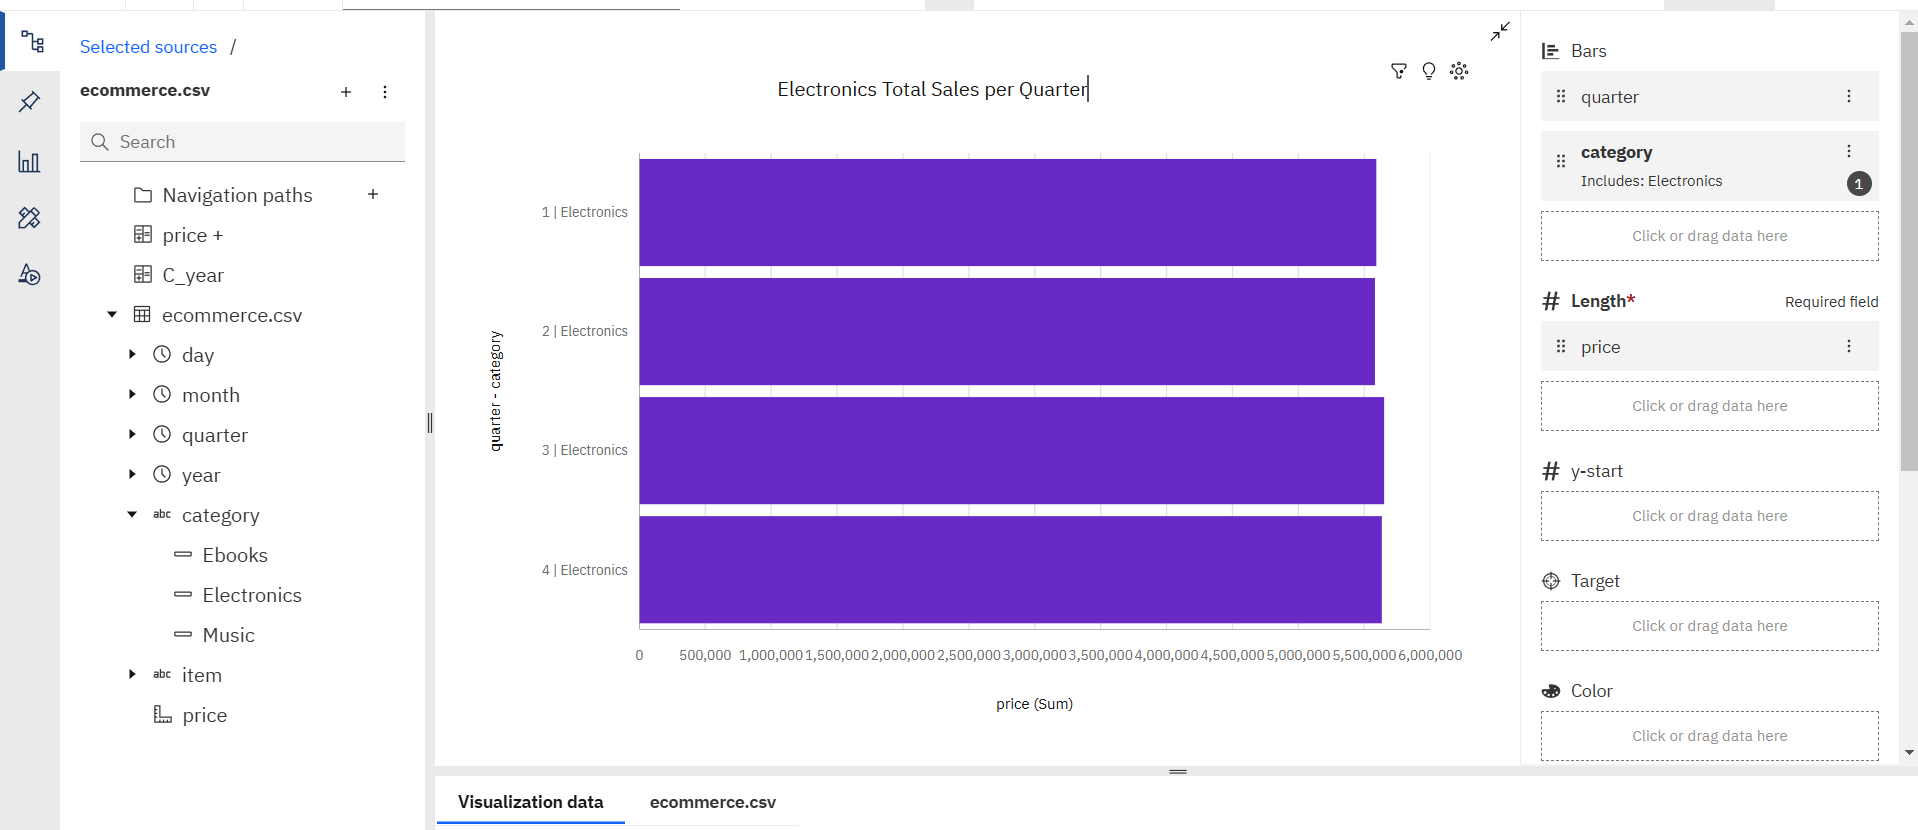 Selected sources /
ecommerce.csv
Search
Navigation paths
price +
C_year
ecommerce.csv
day
month
quarter
year
abc category
Ebooks
Electronics
Music
abc item
price
Electronics Total Sales per Quarter
quarter - category
1 | Electronics
2 | Electronics
3 | Electronics
4 | Electronics
0 500,000 1,000,000 1,500,000 2,000,000 2,500,000 3,000,000 3,500,000 4,000,000 4,500,000 5,000,000 5,500,000 6,000,000
price (Sum)
Visualization data ecommerce.csv
Bars
quarter
category
Includes: Electronics
1
Click or drag data here
# Length* Required field
price
Click or drag data here
# y-start
Click or drag data here
Target
Click or drag data here
Color
Click or drag data here